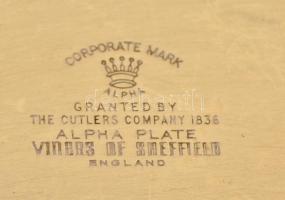 CORPORATE MARK
ALPHA
GRANTED BY
THE CUTLERS COMPANY 1836
ALPHA PLATE
VINERS OF SHEFFIELD
ENGLAND